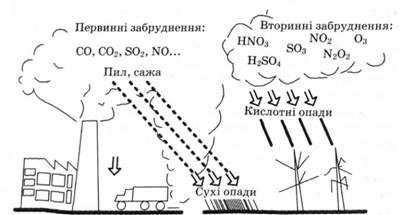 Первинні забруднення:
CO, CO₂, SO₂, NO...
Пил, сажа
Вторинні забруднення:
HNO₃ SO₃ NO₂ O₃
H₂SO₄ N₂O₂
Кислотні опади
Сухі опади